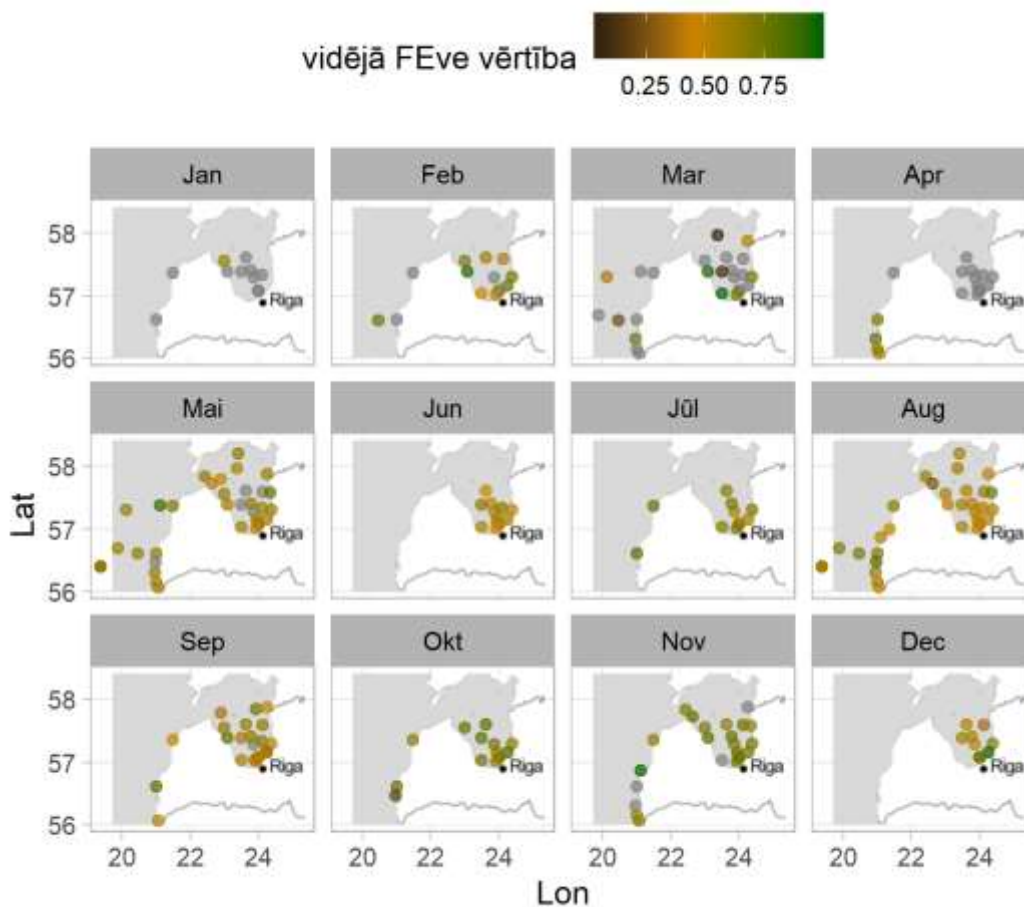 vidējā FEve vērtība
0.25 0.50 0.75
Jan Feb Mar Apr
58
57
56
Riga Riga Riga Riga
Mai Jun Jūl Aug
58
57
56
Riga Riga Riga Riga
Sep Okt Nov Dec
58
57
56
Riga Riga Riga Riga
20 22 24 20 22 24 20 22 24 20 22 24
Lat
Lon